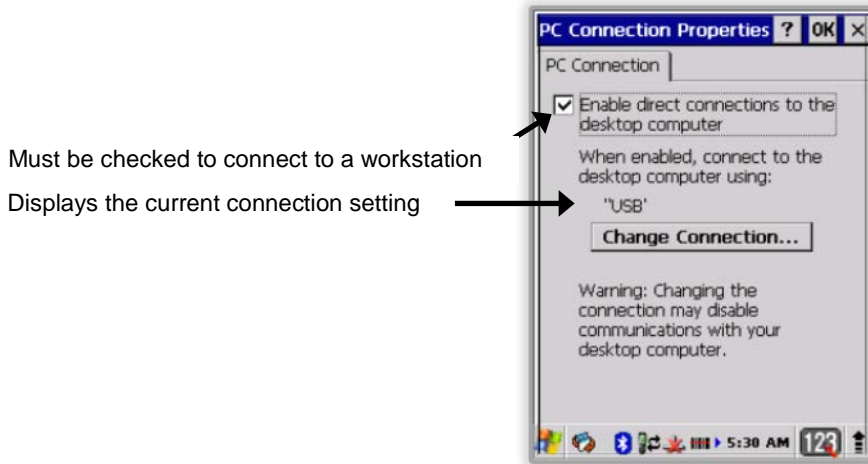 PC Connection Properties ? OK ×
PC Connection
Enable direct connections to the
desktop computer
Must be checked to connect to a workstation
When enabled, connect to the
desktop computer using:
Displays the current connection setting
"USB'
Change Connection...
Warning: Changing the
connection may disable
communications with your
desktop computer.
5:30 AM 123